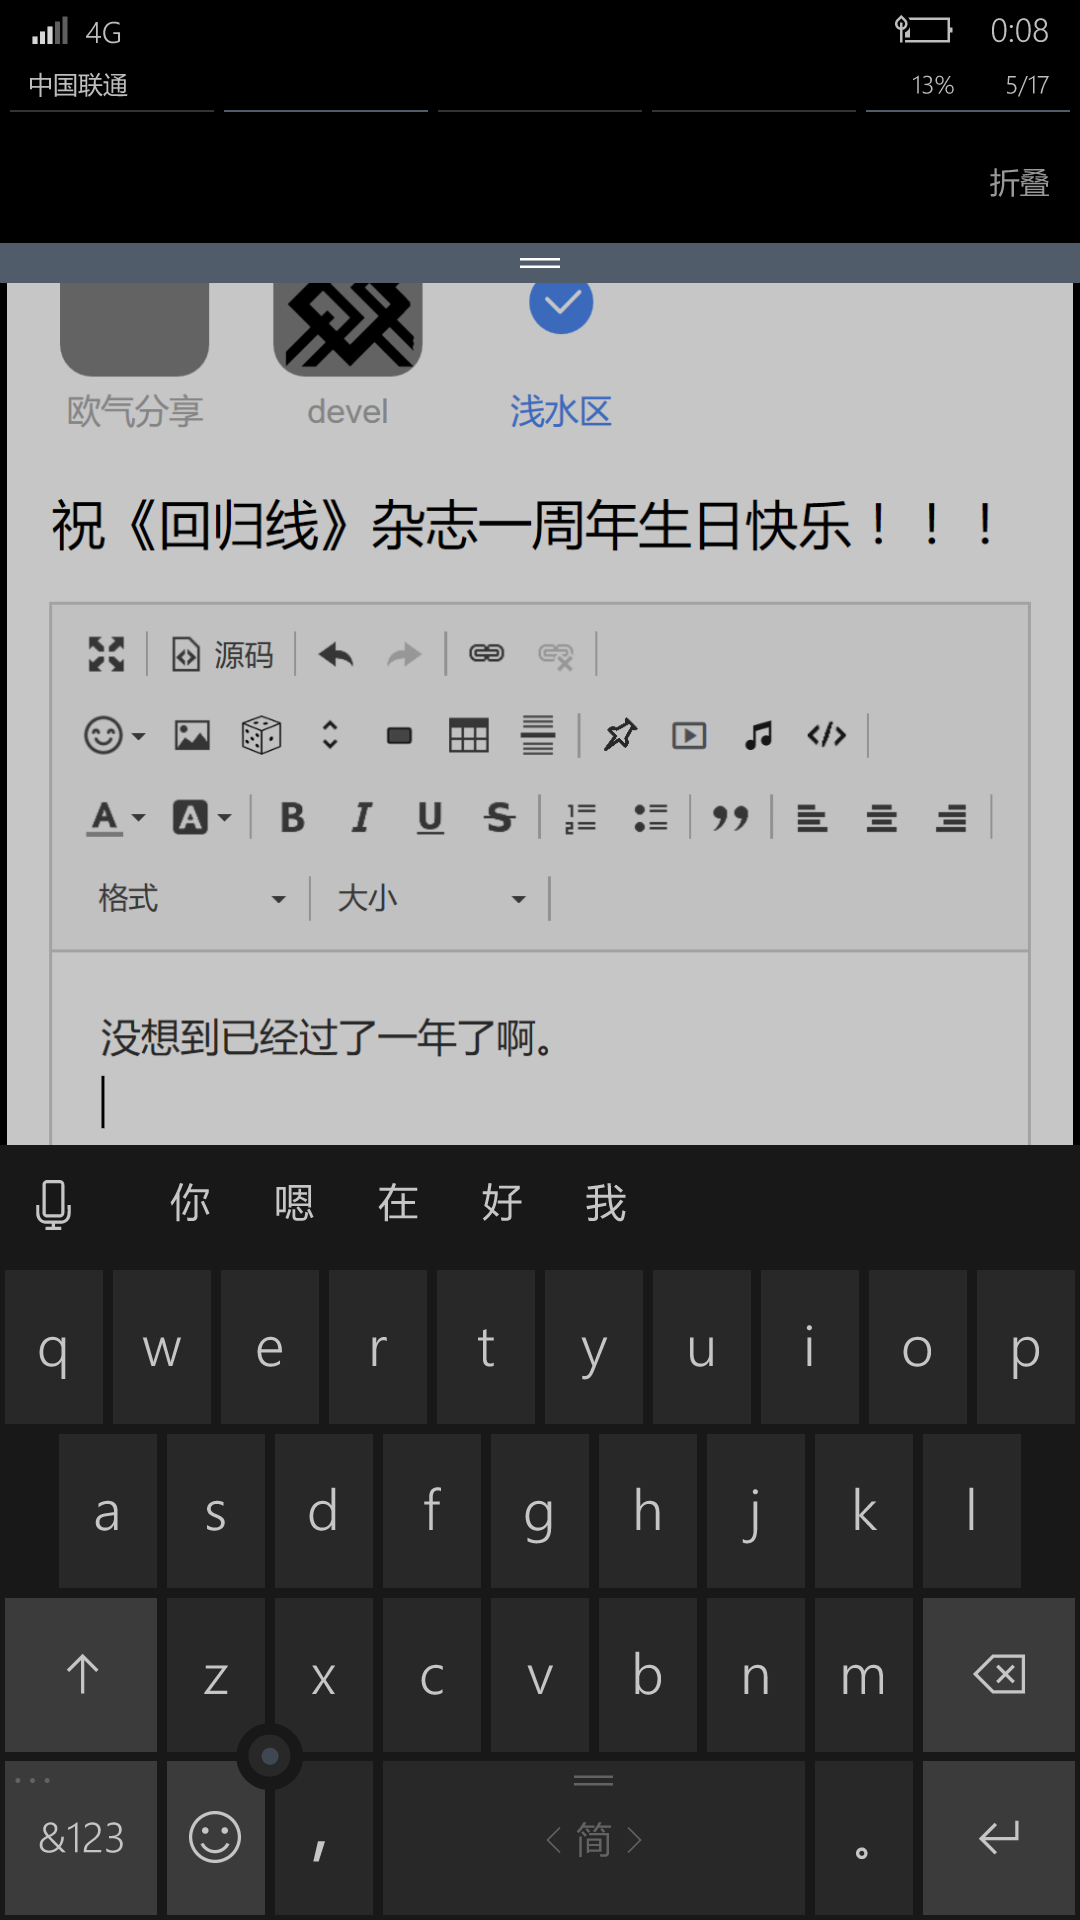 4G 0:08
中国联通 13% 5/17
折叠
欧气分享 devel 浅水区
祝《回归线》杂志一周年生日快乐！！！
源码
A A B I U S
格式 大小
没想到已经过了一年了啊。
你 嗯 在 好 我
q w e r t y u i o p
a s d f g h j k l
z x c v b n m
&123 , 简 。